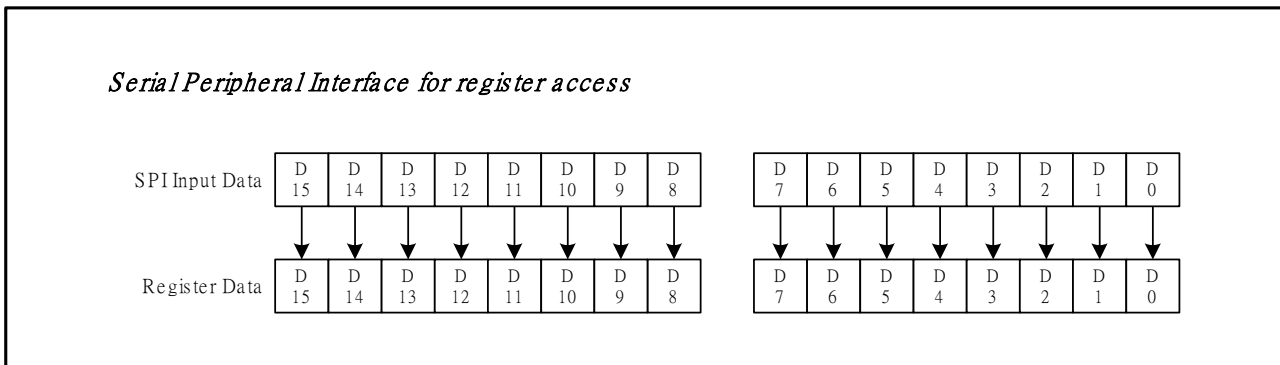 Serial Peripheral Interface for register access
SPI Input Data D 15 D 14 D 13 D 12 D 11 D 10 D 9 D 8 D 7 D 6 D 5 D 4 D 3 D 2 D 1 D 0
Register Data D 15 D 14 D 13 D 12 D 11 D 10 D 9 D 8 D 7 D 6 D 5 D 4 D 3 D 2 D 1 D 0